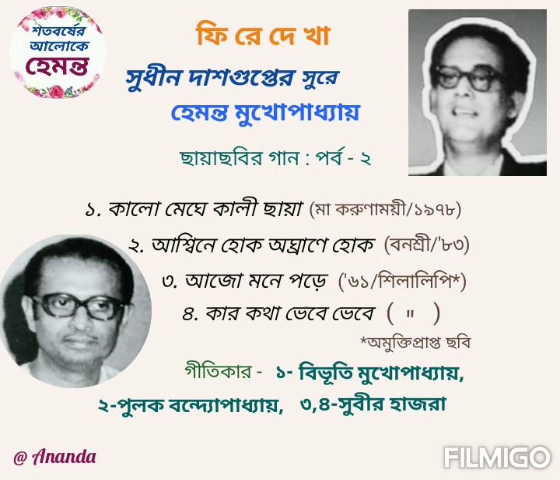 শতবর্ষের
আলোকে
হেমন্ত
ফি রে দে খা
সুধীন দাশগুপ্তের সুরে
হেমন্ত মুখোপাধ্যায়
ছায়াছবির গান : পর্ব - ২
১. কালো মেঘে কালী ছায়া (মা করুণাময়ী/১৯৭৮)
২. আশ্বিনে হোক অঘ্রাণে হোক (বনশ্রী/'৮৩)
৩. আজো মনে পড়ে ('৬১/শিলালিপি*)
৪. কার কথা ভেবে ভেবে ( " )
*অমুক্তিপ্রাপ্ত ছবি
গীতিকার - ১- বিভূতি মুখোপাধ্যায়,
২-পুলক বন্দ্যোপাধ্যায়, ৩,৪-সুবীর হাজরা
@ Ananda
FILMIGO